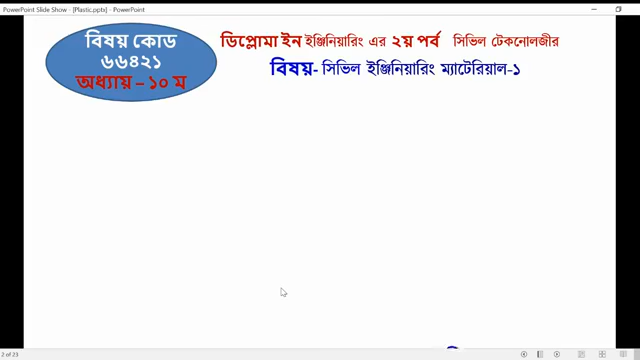 PowerPoint Slide Show - [Plastic.pptx] - PowerPoint
বিষয় কোড
৬৬৪২১
অধ্যায় – ১০ ম
ডিপ্লোমা ইন ইঞ্জিনিয়ারিং এর ২য় পর্ব সিভিল টেকনোলজীর
বিষয়- সিভিল ইঞ্জিনিয়ারিং ম্যাটেরিয়াল-১
2 of 23